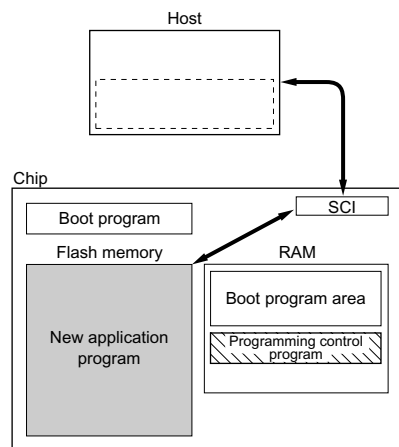 Host
Chip
SCI
Boot program
Flash memory
RAM
Boot program area
New application
program
Programming control
program